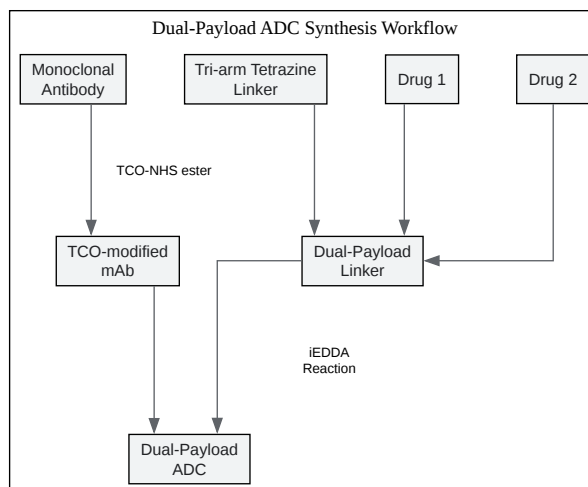 Dual-Payload ADC Synthesis Workflow
Monoclonal
Antibody
Tri-arm Tetrazine
Linker
Drug 1
Drug 2
TCO-NHS ester
TCO-modified
mAb
Dual-Payload
Linker
iEDDA
Reaction
Dual-Payload
ADC